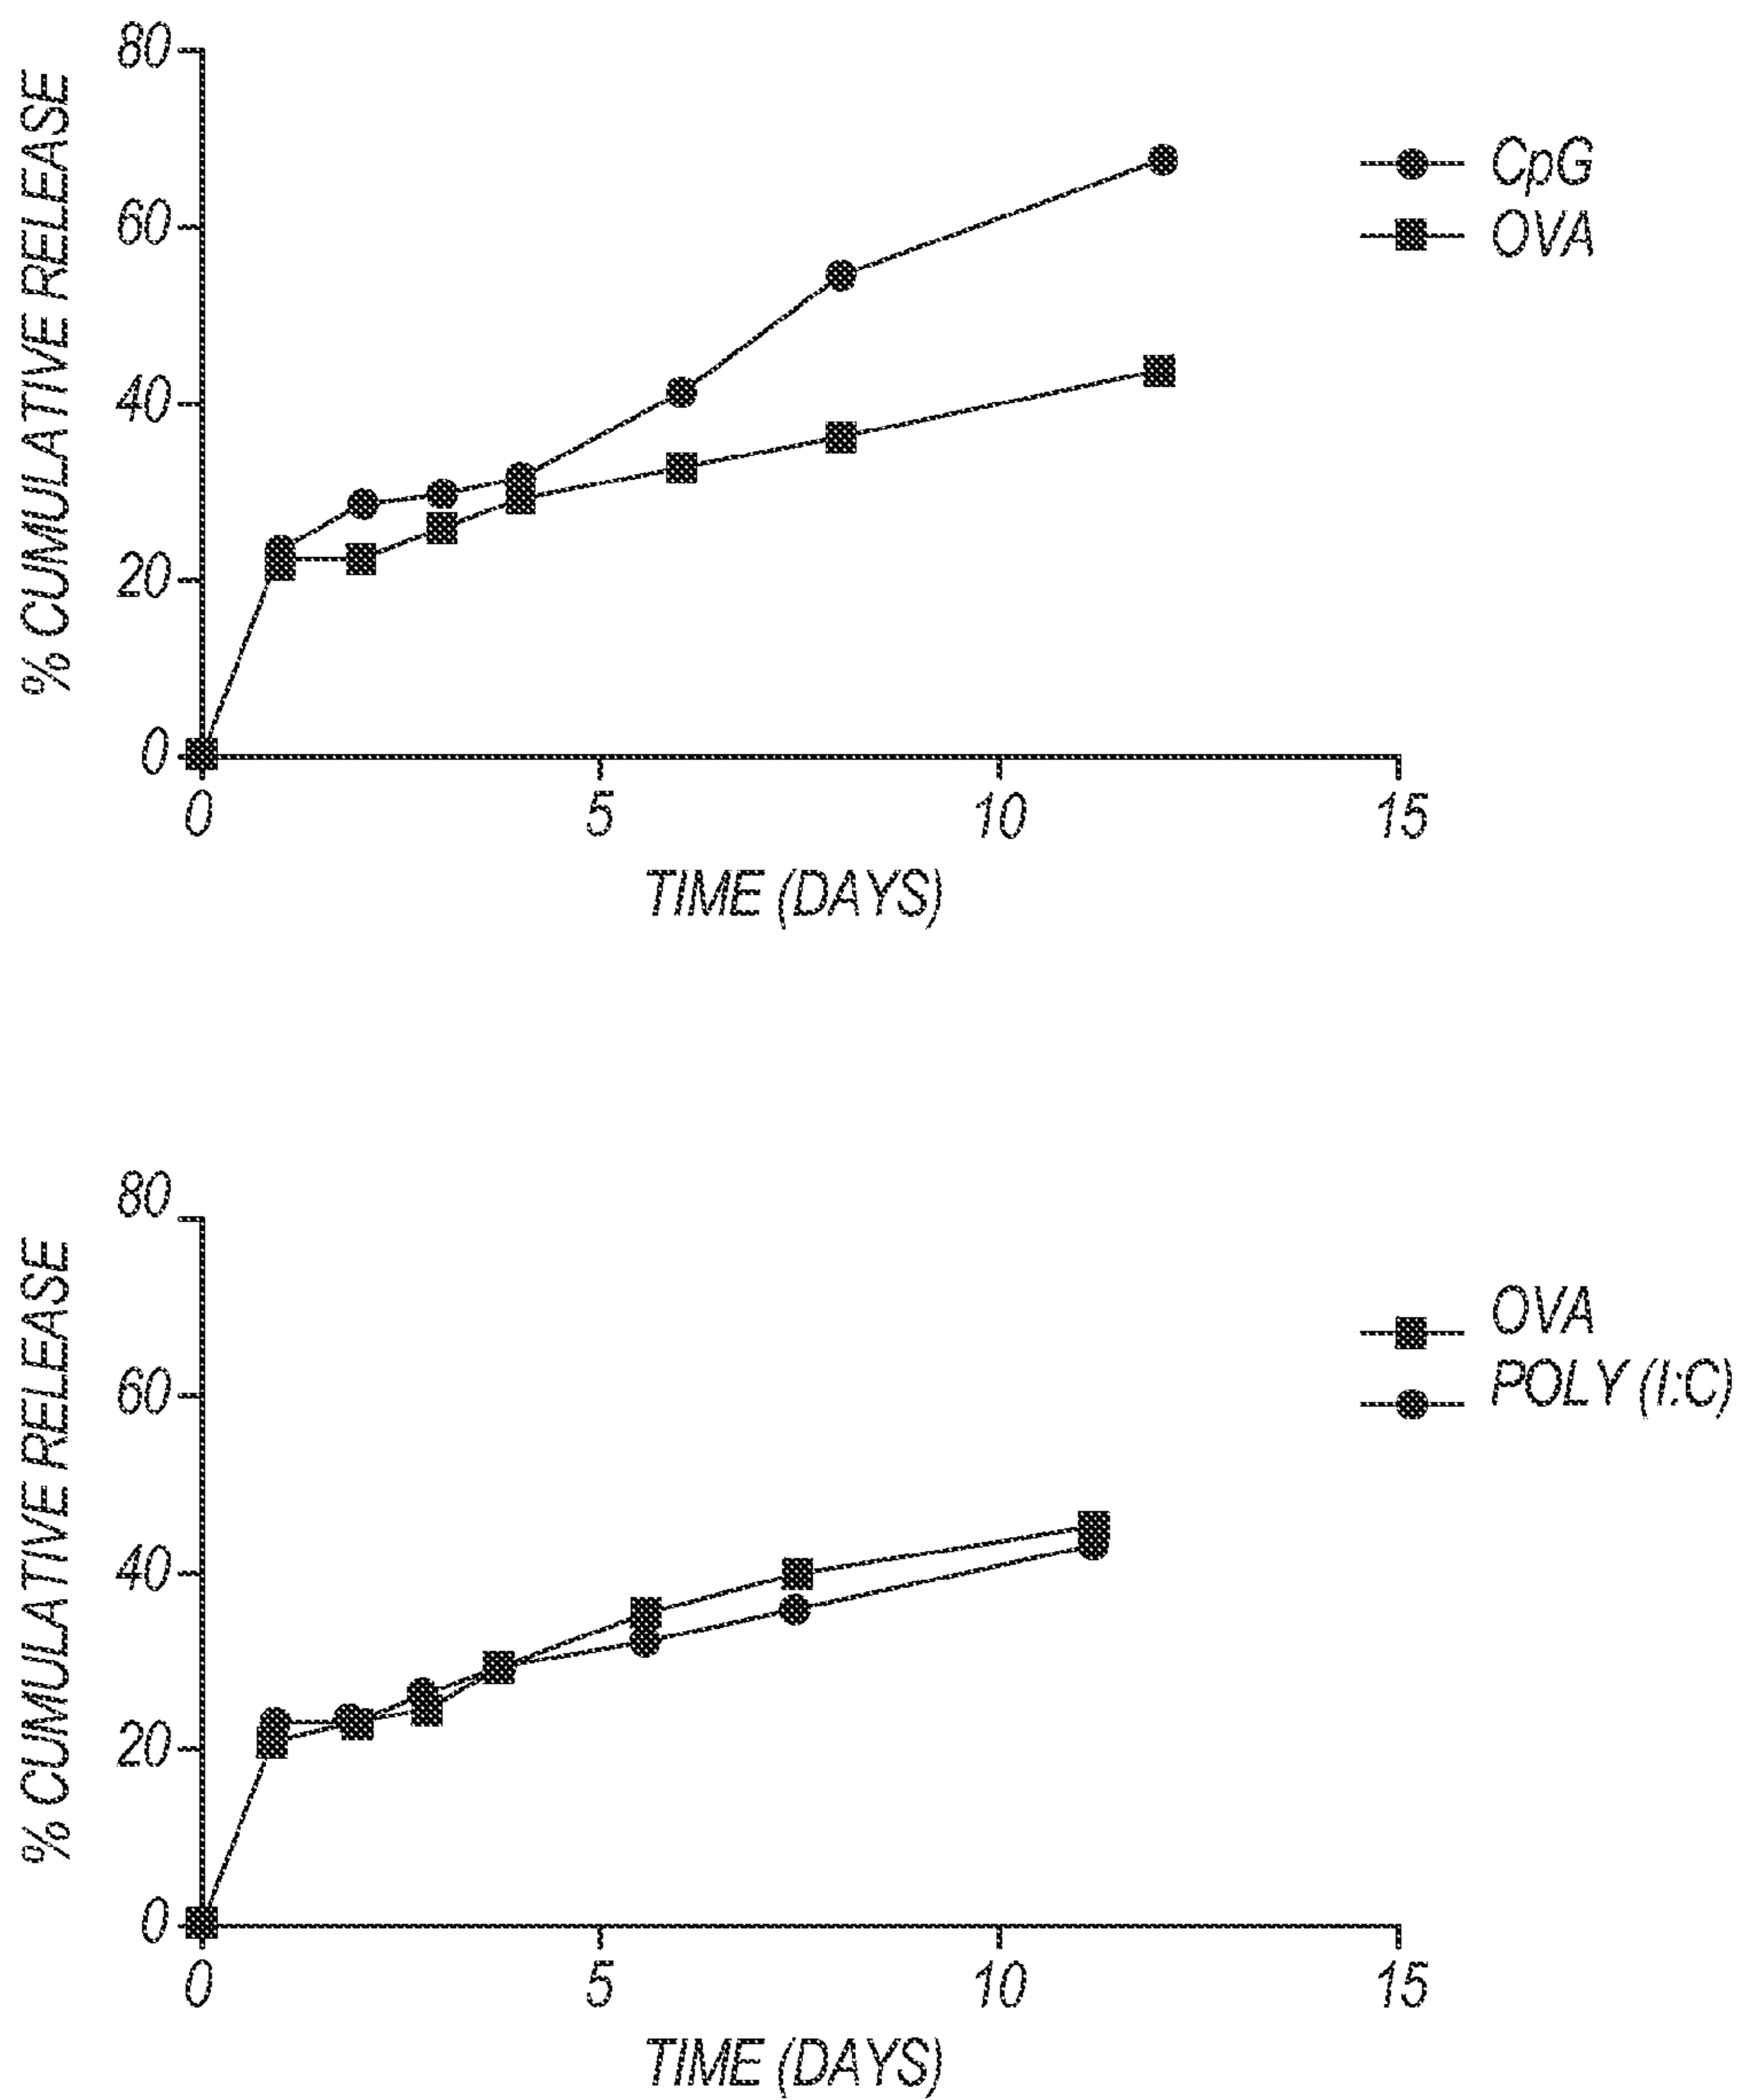 % CUMULATIVE RELEASE
80
60
40
20
0
0 5 10 15
TIME (DAYS)
CpG
OVA
% CUMULATIVE RELEASE
80
60
40
20
0
0 5 10 15
TIME (DAYS)
OVA
POLY (I:C)